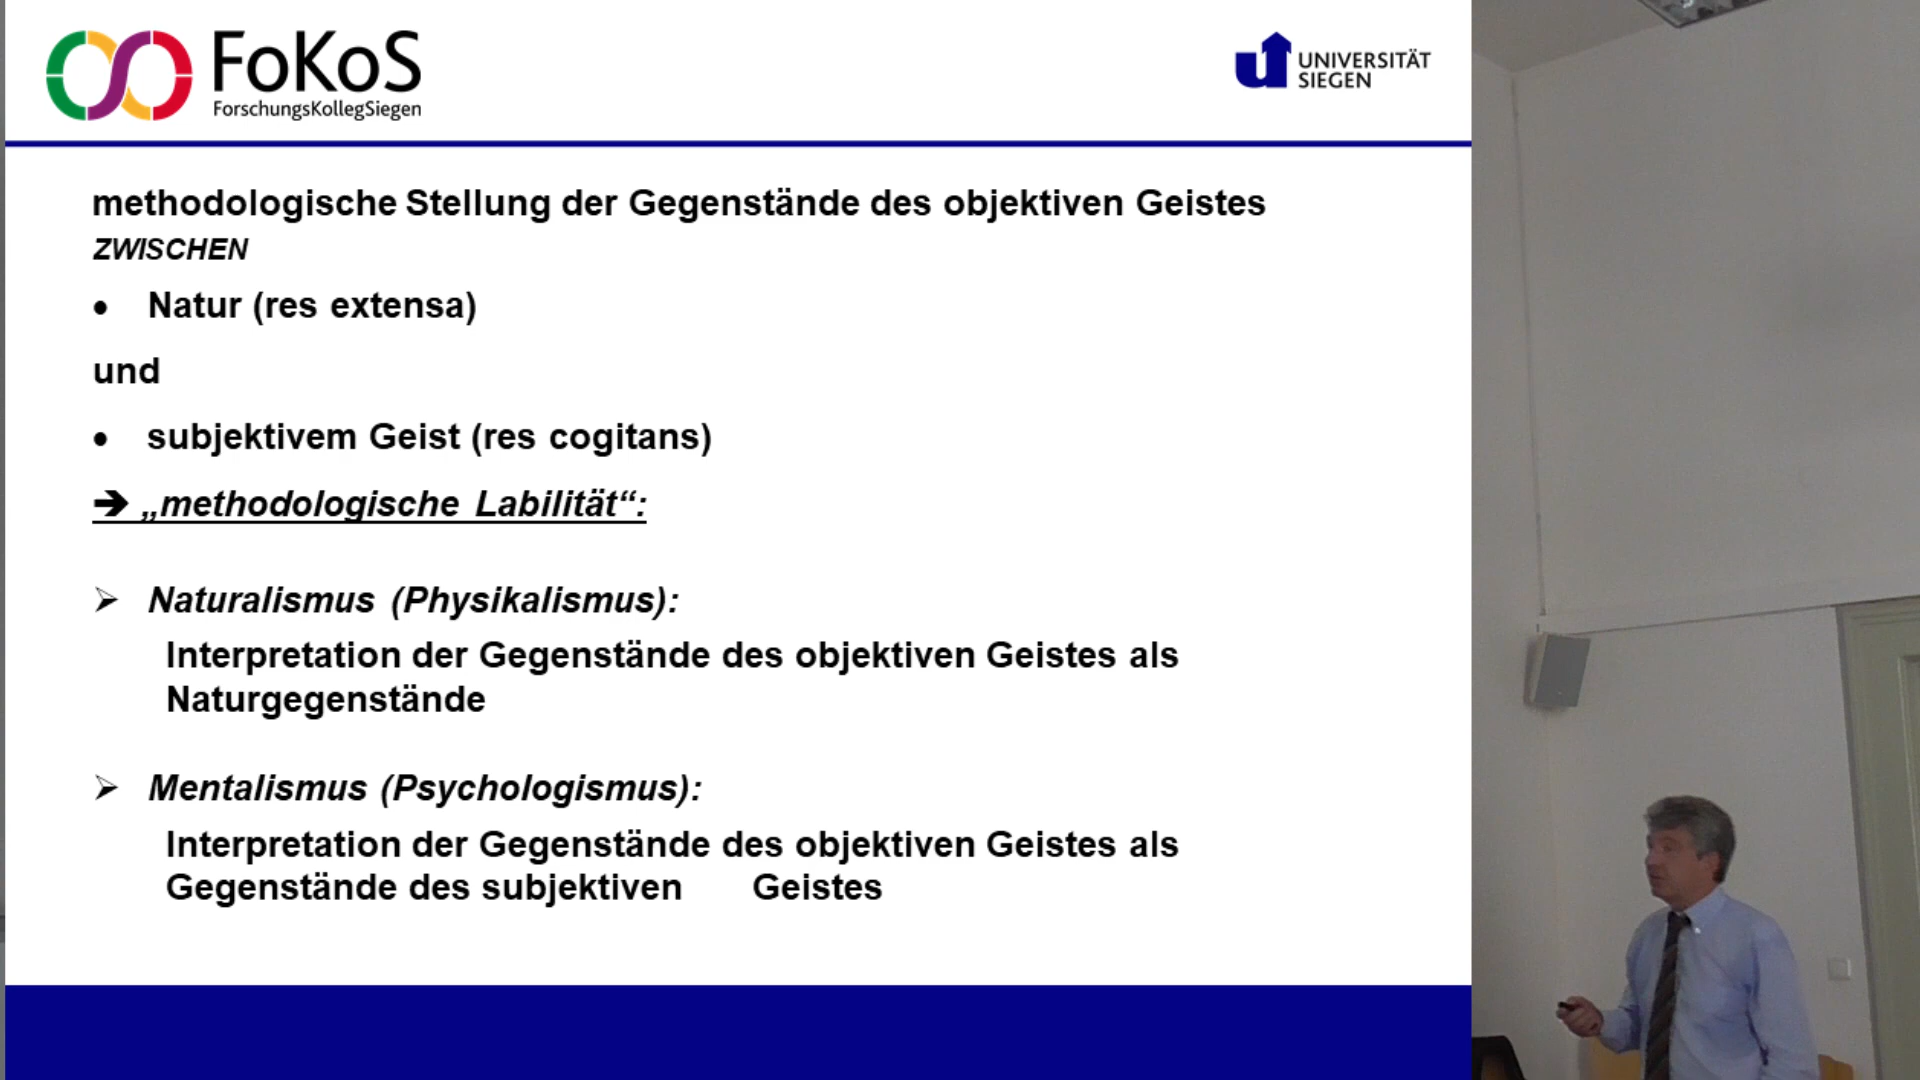 FoKoS
ForschungsKollegSiegen
UNIVERSITÄT
SIEGEN
methodologische Stellung der Gegenstände des objektiven Geistes
ZWISCHEN
• Natur (res extensa)
und
• subjektivem Geist (res cogitans)
➔ „methodologische Labilität“:
➢ Naturalismus (Physikalismus):
Interpretation der Gegenstände des objektiven Geistes als
Naturgegenstände
➢ Mentalismus (Psychologismus):
Interpretation der Gegenstände des objektiven Geistes als
Gegenstände des subjektiven Geistes